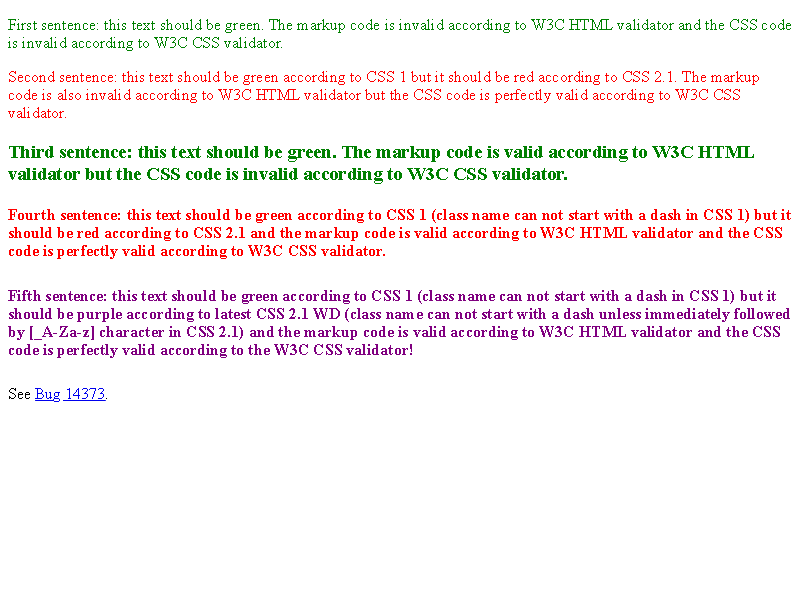 First sentence: this text should be green. The markup code is invalid according to W3C HTML validator and the CSS code
is invalid according to W3C CSS validator.
Second sentence: this text should be green according to CSS 1 but it should be red according to CSS 2.1. The markup
code is also invalid according to W3C HTML validator but the CSS code is perfectly valid according to W3C CSS
validator.
Third sentence: this text should be green. The markup code is valid according to W3C HTML
validator but the CSS code is invalid according to W3C CSS validator.
Fourth sentence: this text should be green according to CSS 1 (class name can not start with a dash in CSS 1) but it
should be red according to CSS 2.1 and the markup code is valid according to W3C HTML validator and the CSS
code is perfectly valid according to W3C CSS validator.
Fifth sentence: this text should be green according to CSS 1 (class name can not start with a dash in CSS 1) but it
should be purple according to latest CSS 2.1 WD (class name can not start with a dash unless immediately followed
by [_A-Za-z] character in CSS 2.1) and the markup code is valid according to W3C HTML validator and the CSS
code is perfectly valid according to the W3C CSS validator!
See Bug 14373.